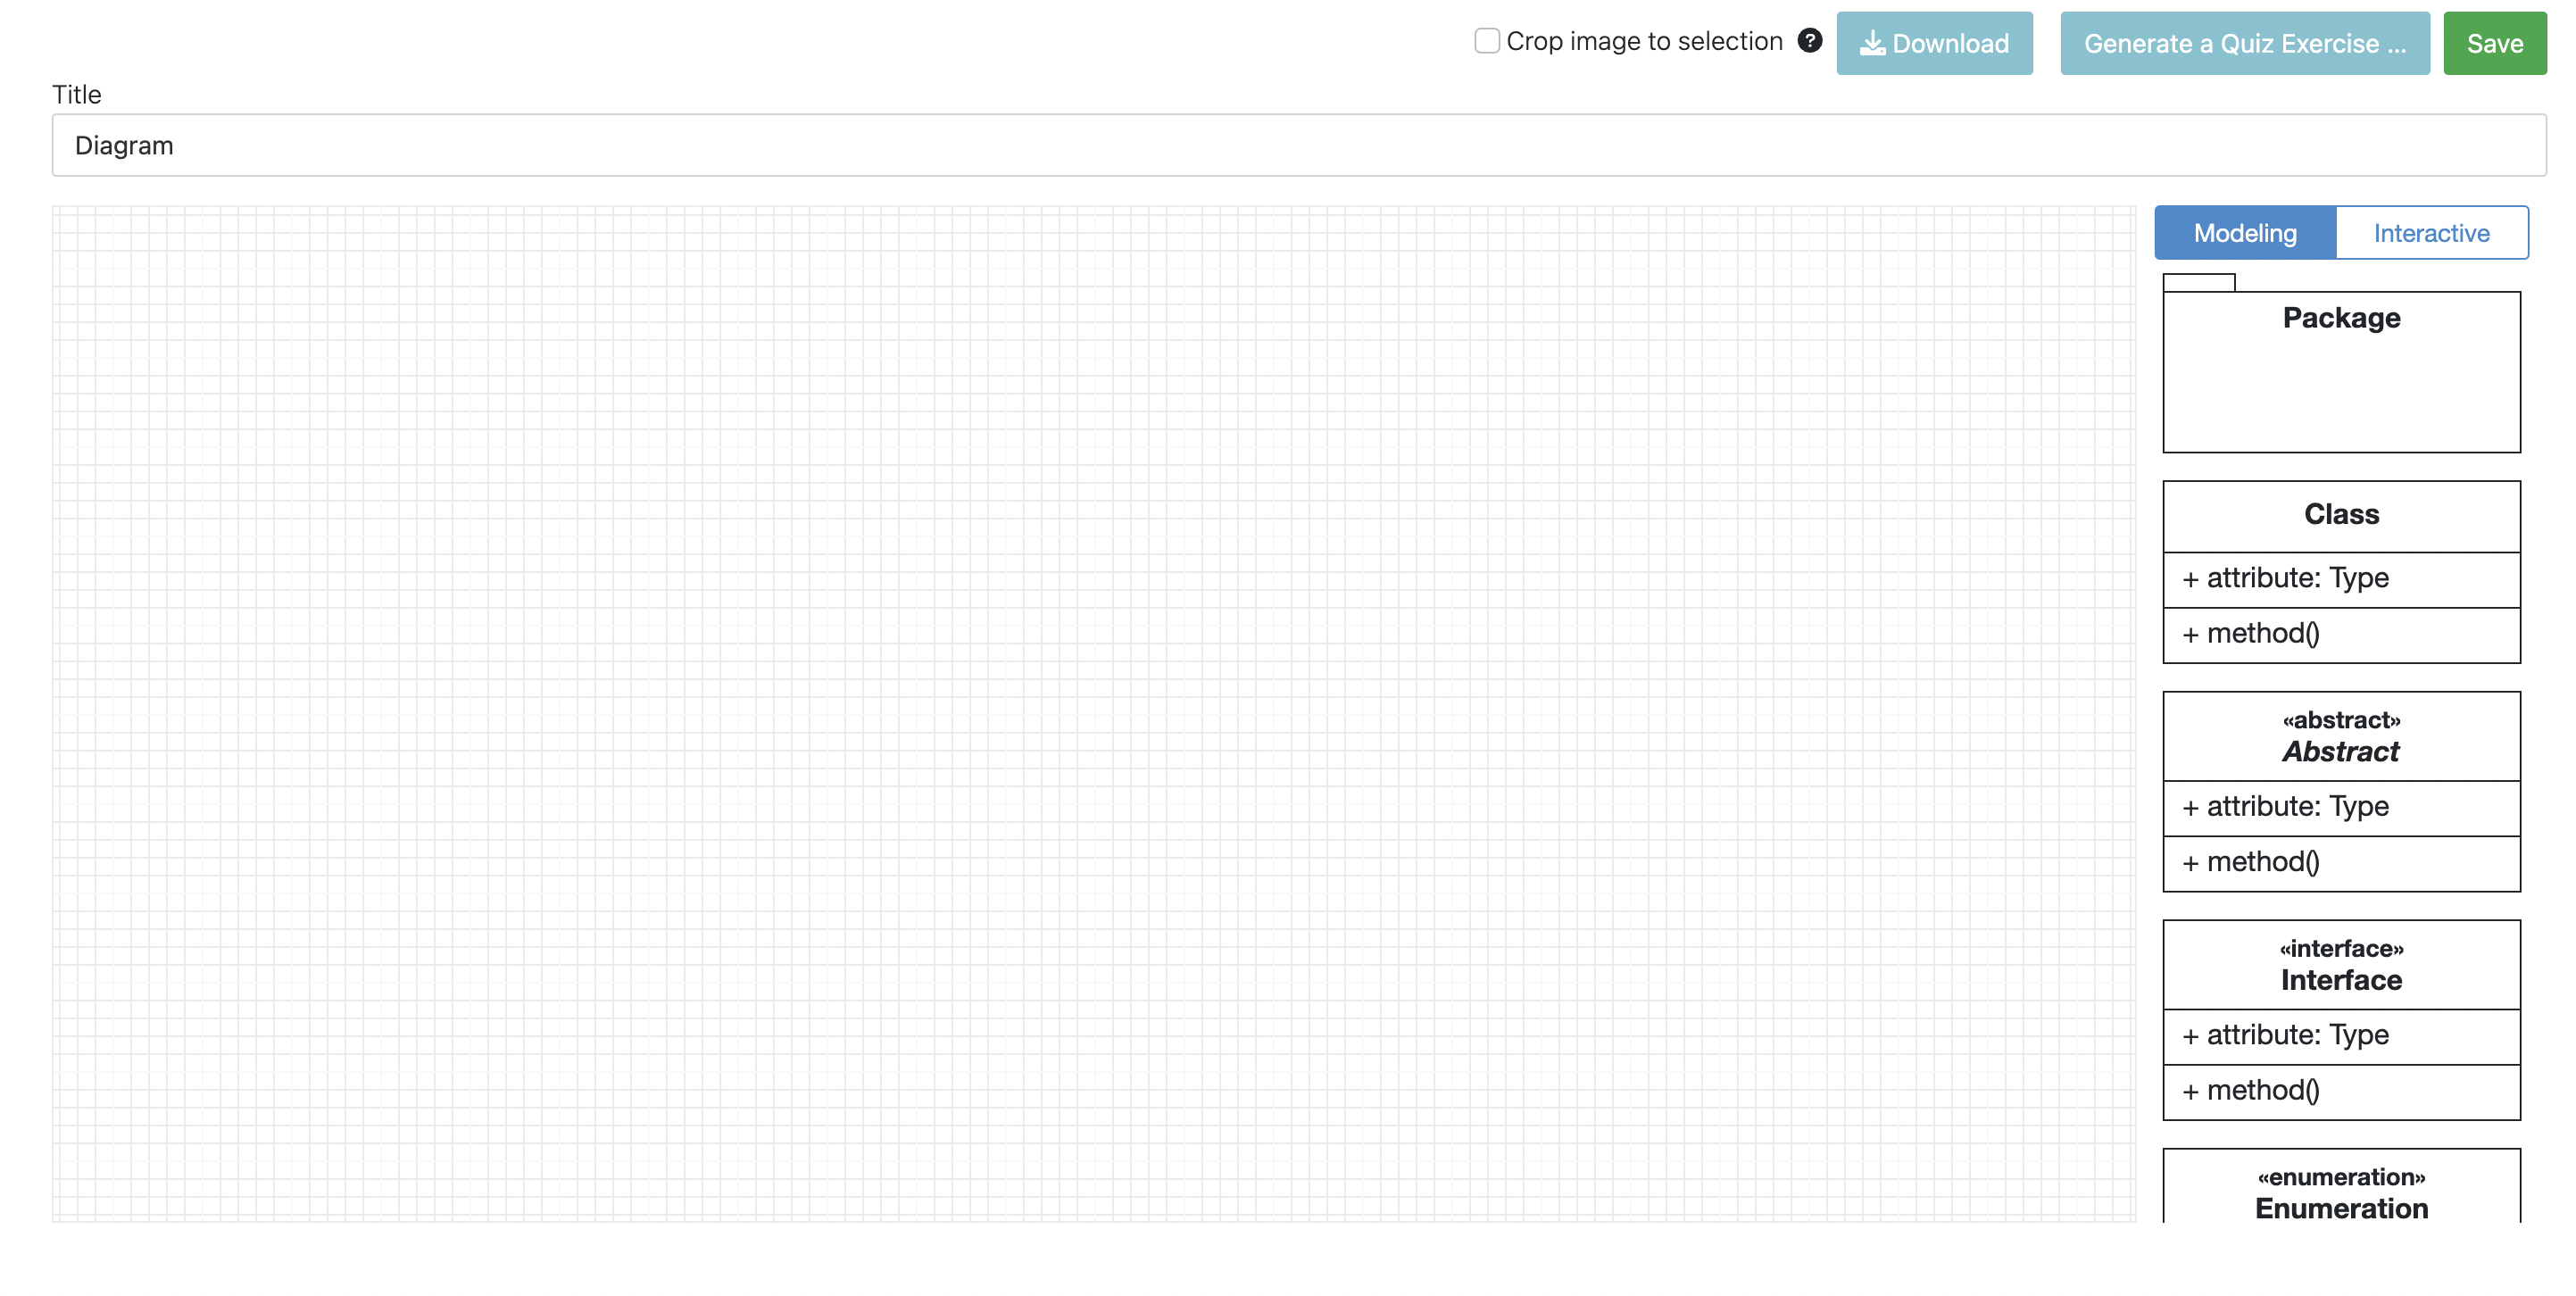 Crop image to selection ? Download Generate a Quiz Exercise ... Save
Title
Diagram
Modeling Interactive
Package
Class
+ attribute: Type
+ method()
«abstract»
Abstract
+ attribute: Type
+ method()
«interface»
Interface
+ attribute: Type
+ method()
«enumeration»
Enumeration